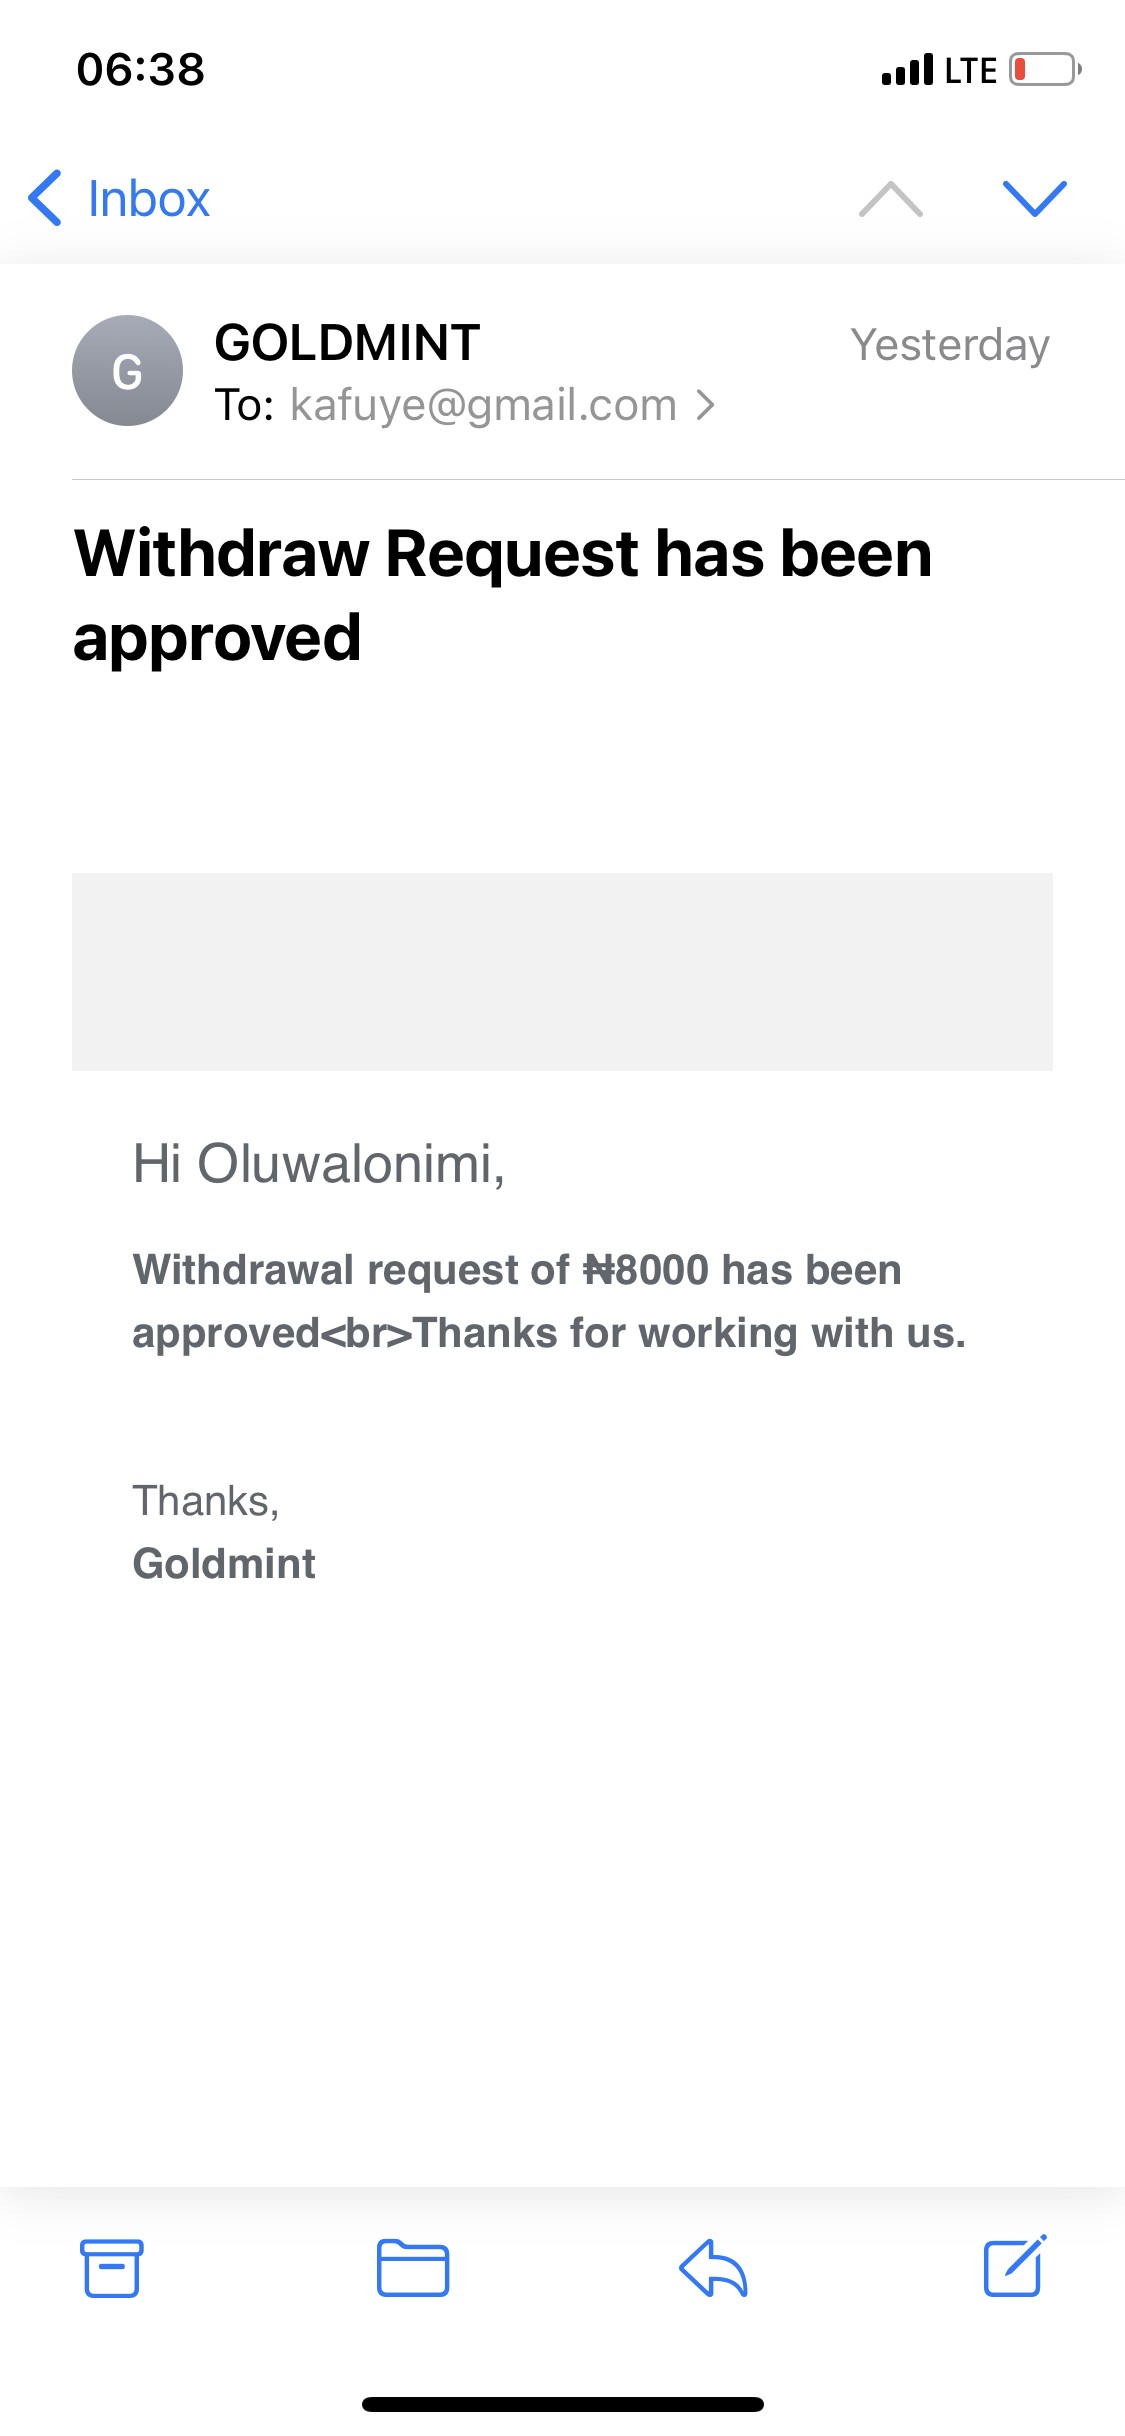 06:38 LTE
Inbox
G
GOLDMINT Yesterday
To: kafuye@gmail.com
Withdraw Request has been
approved
Hi Oluwalonimi,
Withdrawal request of ₦8000 has been
approved<br>Thanks for working with us.
Thanks,
Goldmint